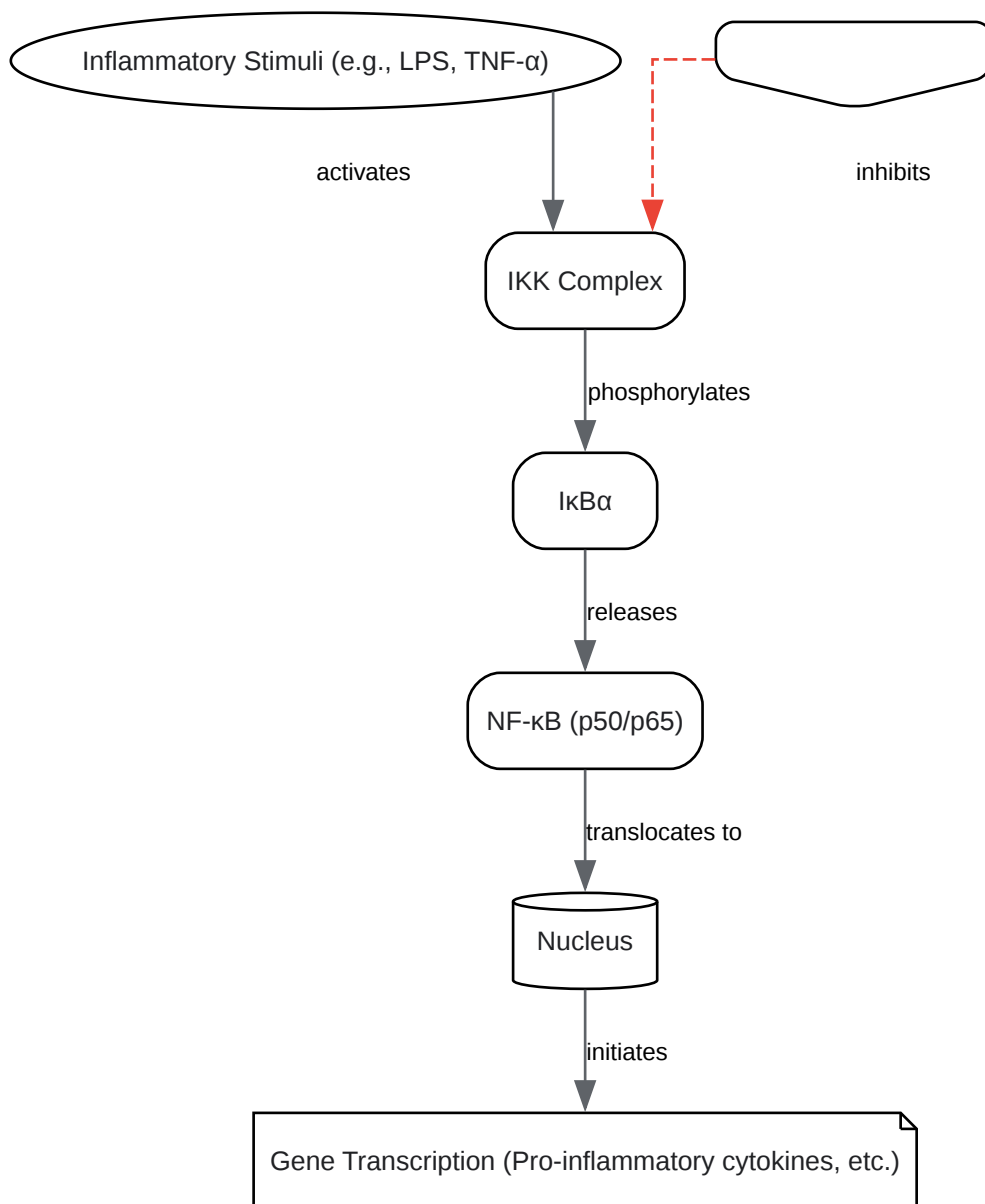 Inflammatory Stimuli (e.g., LPS, TNF-α)
activates
inhibits
IKK Complex
phosphorylates
IκBα
releases
NF-κB (p50/p65)
translocates to
Nucleus
initiates
Gene Transcription (Pro-inflammatory cytokines, etc.)